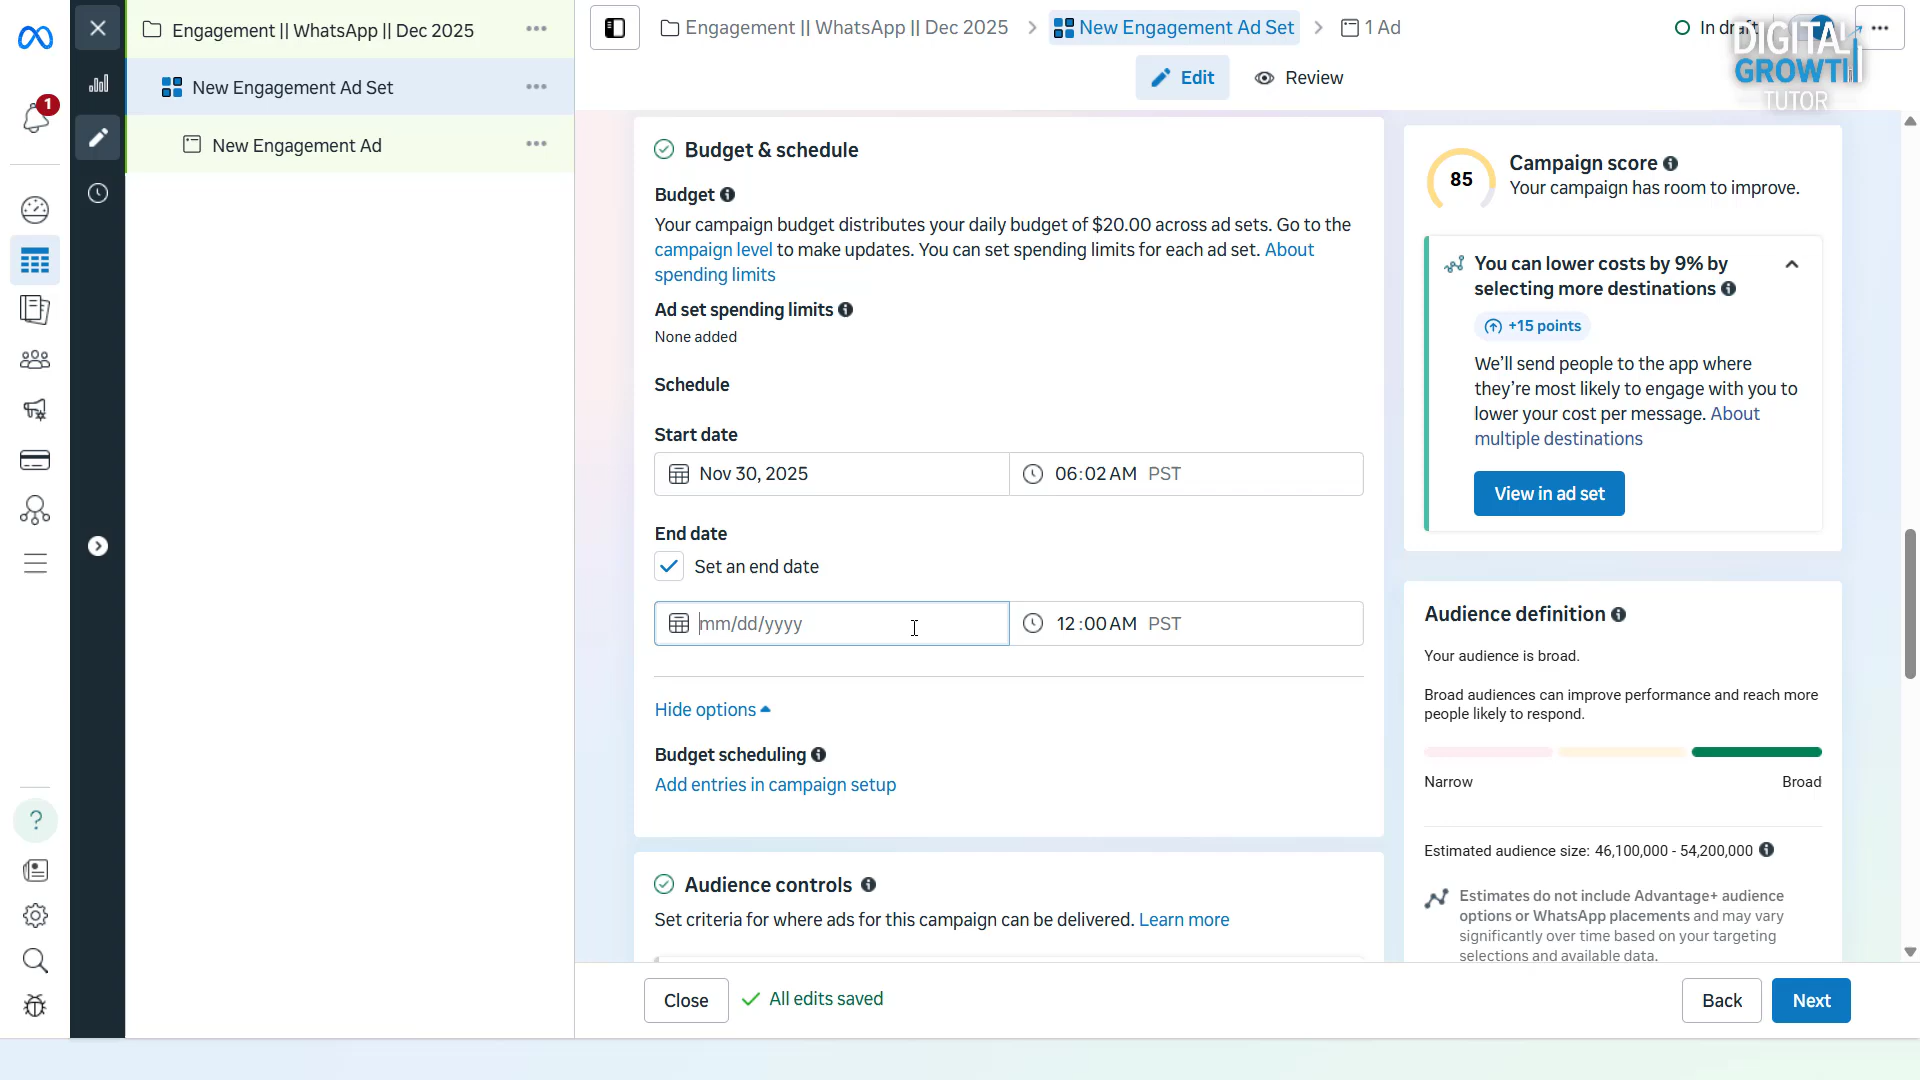 Engagement || WhatsApp || Dec 2025
New Engagement Ad Set
New Engagement Ad
1
?
Engagement || WhatsApp || Dec 2025
New Engagement Ad Set
1 Ad
In draft
DIGITAL
GROWTH
TUTOR
Edit
Review
Budget & schedule
Budget
Your campaign budget distributes your daily budget of $20.00 across ad sets. Go to the
campaign level to make updates. You can set spending limits for each ad set. About
spending limits
Ad set spending limits
None added
Schedule
Start date
Nov 30, 2025
06:02 AM PST
End date
Set an end date
mm/dd/yyyy
12:00 AM PST
Hide options
Budget scheduling
Add entries in campaign setup
Audience controls
Set criteria for where ads for this campaign can be delivered. Learn more
85
Campaign score
Your campaign has room to improve.
You can lower costs by 9% by
selecting more destinations
+15 points
We’ll send people to the app where
they’re most likely to engage with you to
lower your cost per message. About
multiple destinations
View in ad set
Audience definition
Your audience is broad.
Broad audiences can improve performance and reach more
people likely to respond.
Narrow
Broad
Estimated audience size: 46,100,000 - 54,200,000
Estimates do not include Advantage+ audience
options or WhatsApp placements and may vary
significantly over time based on your targeting
selections and available data.
Close
All edits saved
Back
Next